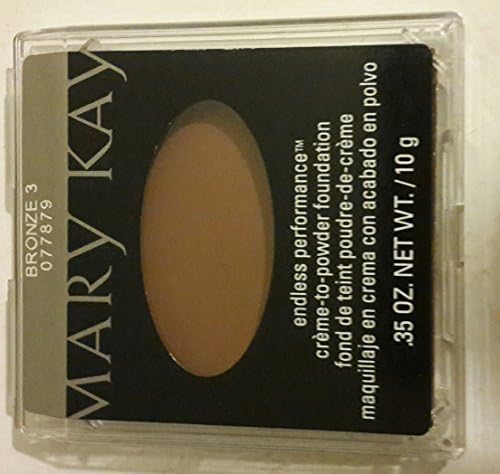 BRONZE 3
077879
MARY KAY
endless performance™
crème-to-powder foundation
fond de teint poudre-de-crème
maquillaje en crema con acabado en polvo
.35 OZ. NET WT. / 10 g